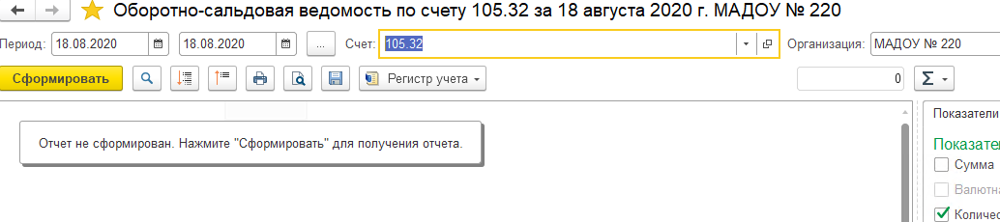 Оборотно-сальдовая ведомость по счету 105.32 за 18 августа 2020 г. МАДОУ № 220
Период: 18.08.2020 18.08.2020 ... Счет: 105.32 Организация: МАДОУ № 220
Сформировать Регистр учета 0 Σ
Отчет не сформирован. Нажмите "Сформировать" для получения отчета.
Показатели
Показате
Сумма
Валютна
Количес